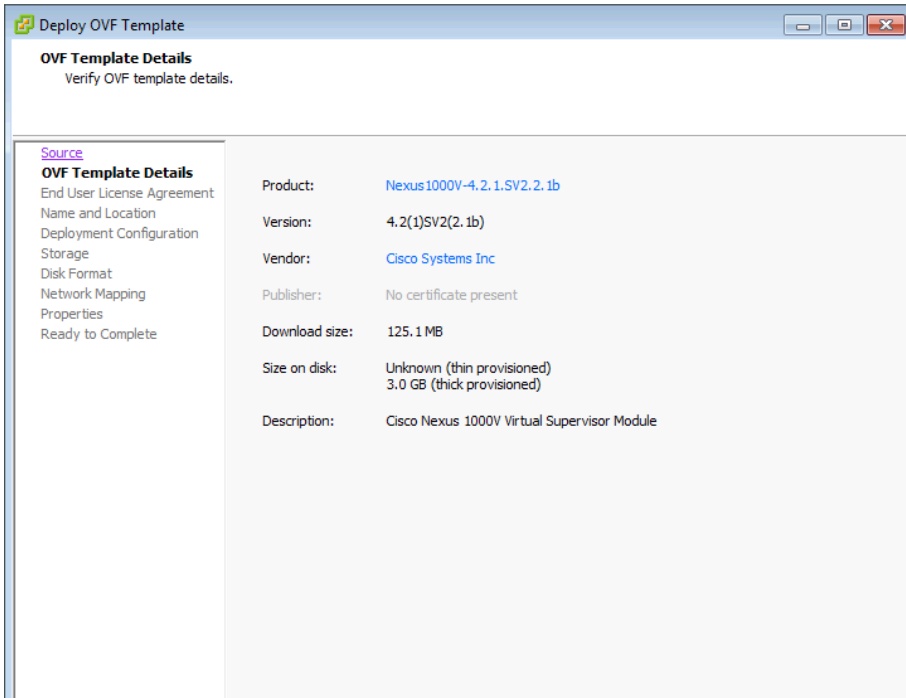 Deploy OVF Template
OVF Template Details
Verify OVF template details.
Source
OVF Template Details
End User License Agreement
Name and Location
Deployment Configuration
Storage
Disk Format
Network Mapping
Properties
Ready to Complete
Product: Nexus1000V-4.2.1.SV2.2.1b
Version: 4.2(1)SV2(2.1b)
Vendor: Cisco Systems Inc
Publisher: No certificate present
Download size: 125.1 MB
Size on disk: Unknown (thin provisioned)
3.0 GB (thick provisioned)
Description: Cisco Nexus 1000V Virtual Supervisor Module